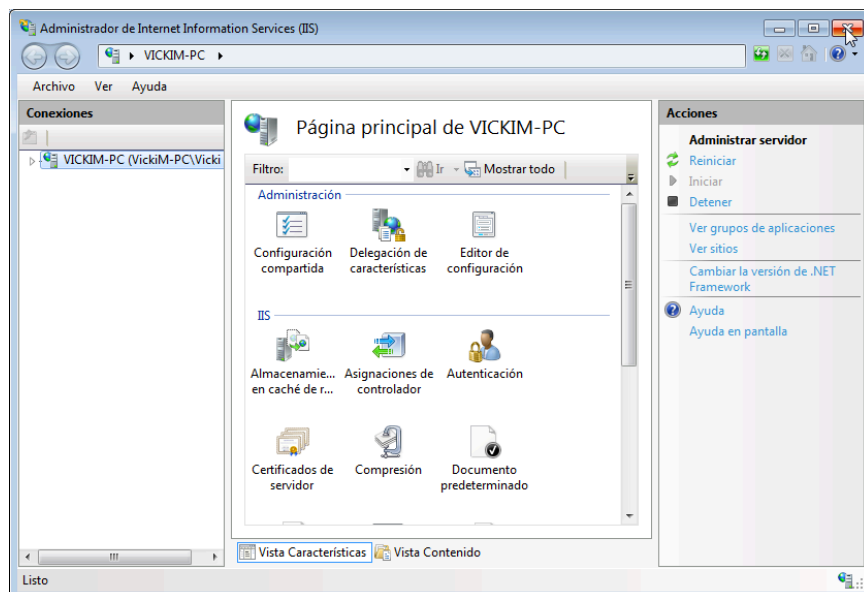 Administrador de Internet Information Services (IIS)
VICKIM-PC
Archivo Ver Ayuda
Conexiones
VICKIM-PC (VickiM-PC\Vicki
Página principal de VICKIM-PC
Filtro: Ir Mostrar todo
Administración
Configuración compartida
Delegación de características
Editor de configuración
IIS
Almacenamie... en caché de r...
Asignaciones de controlador
Autenticación
Certificados de servidor
Compresión
Documento predeterminado
Vista Características Vista Contenido
Acciones
Administrar servidor
Reiniciar
Iniciar
Detener
Ver grupos de aplicaciones
Ver sitios
Cambiar la versión de .NET
Framework
Ayuda
Ayuda en pantalla
Listo